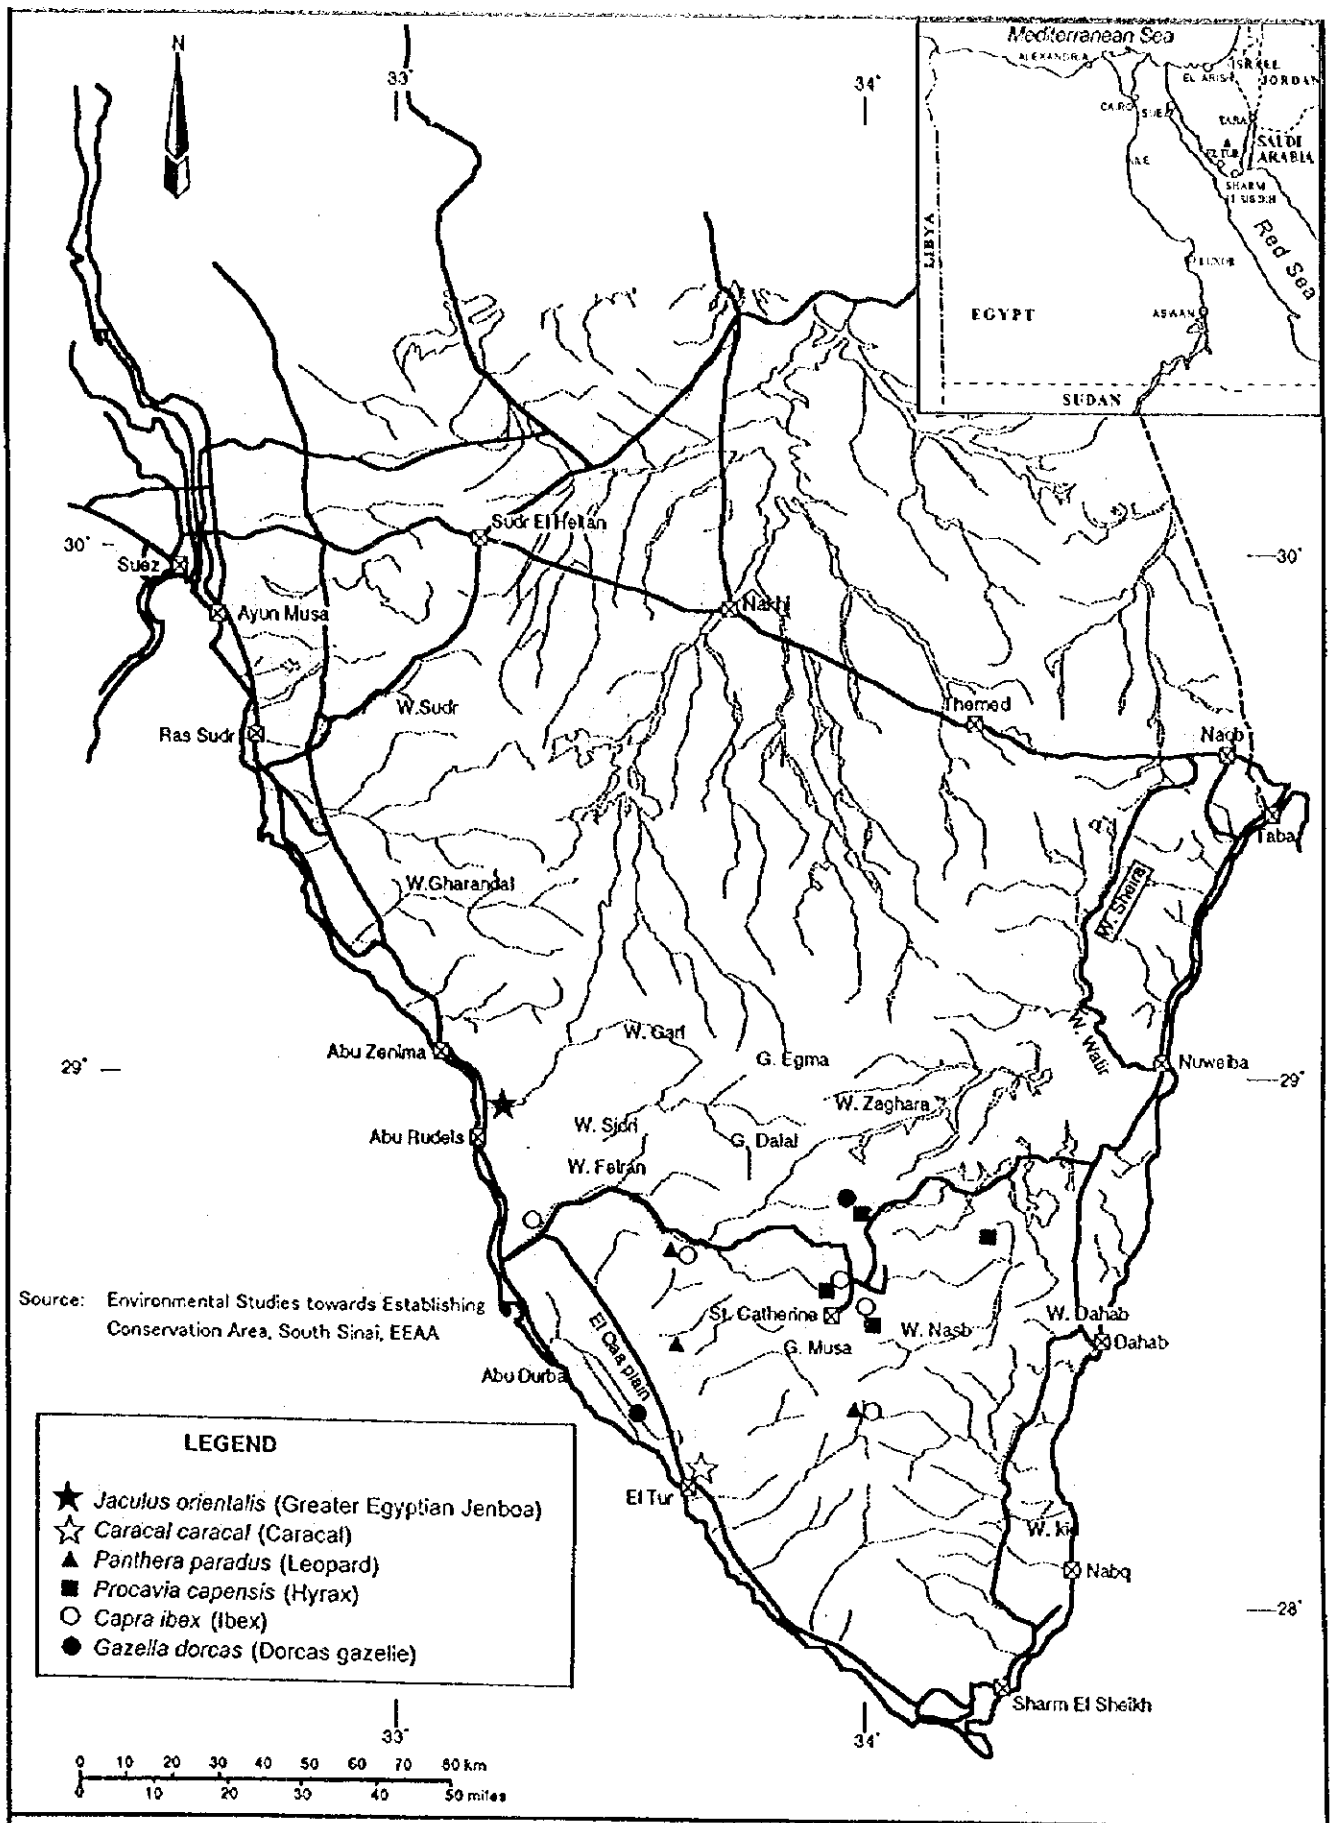 N
33°
34°
Mediterranean Sea
ALEXANDRIA
ISRAEL
EL ARISH
JORDAN
CAIRO
SUEZ
SAUDI
ARABIA
EL TUR
SHARM
LIBYA
Red Sea
LUXOR
EGYPT
ASWAN
SUDAN
30°
30°
Sudr El Heitan
Suez
Ayun Musa
Nakhl
W.Sudr
Ras Sudr
Themed
Naqb
Taba
W.Gharandal
W. Sheira
W. Garf
W. Watir
Abu Zenima
G. Egma
Nuweiba
29°
29°
W. Zaghara
W. Sidri
Abu Rudeis
G. Dalal
W. Feiran
Source: Environmental Studies towards Establishing
Conservation Area, South Sinai, EEAA
St. Catherine
W. Dahab
El Qaa plain
W. Nasb
Dahab
G. Musa
Abu Durba
LEGEND
Jaculus orientalis (Greater Egyptian Jenboa)
Caracal caracal (Caracal)
Panthera paradus (Leopard)
Procavia capensis (Hyrax)
Capra ibex (Ibex)
Gazella dorcas (Dorcas gazelie)
El Tur
W. kid
Nabq
28°
Sharm El Sheikh
33°
34°
0 10 20 30 40 50 60 70 80 km
0 10 20 30 40 50 miles